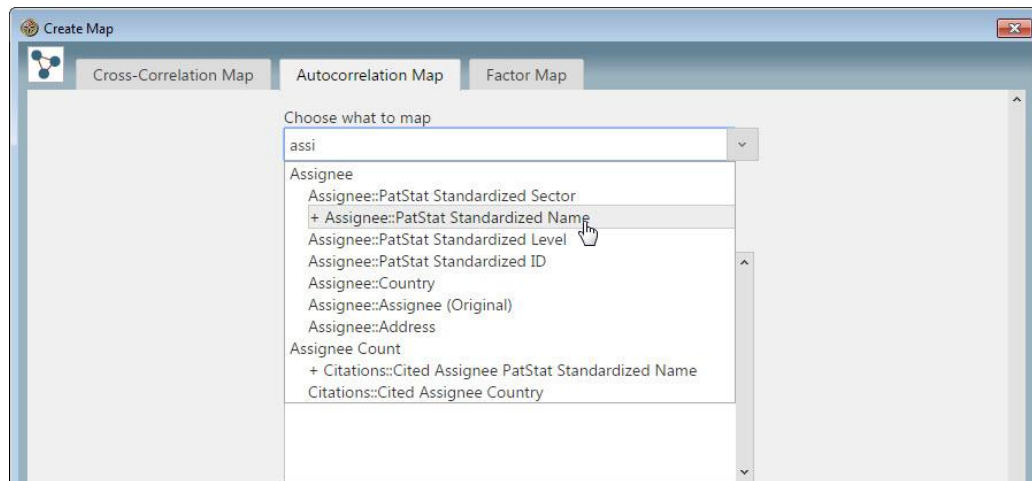 Create Map
Cross-Correlation Map
Autocorrelation Map
Factor Map
Choose what to map
assi
Assignee
Assignee::PatStat Standardized Sector
+ Assignee::PatStat Standardized Name
Assignee::PatStat Standardized Level
Assignee::PatStat Standardized ID
Assignee::Country
Assignee::Assignee (Original)
Assignee::Address
Assignee Count
+ Citations::Cited Assignee PatStat Standardized Name
Citations::Cited Assignee Country